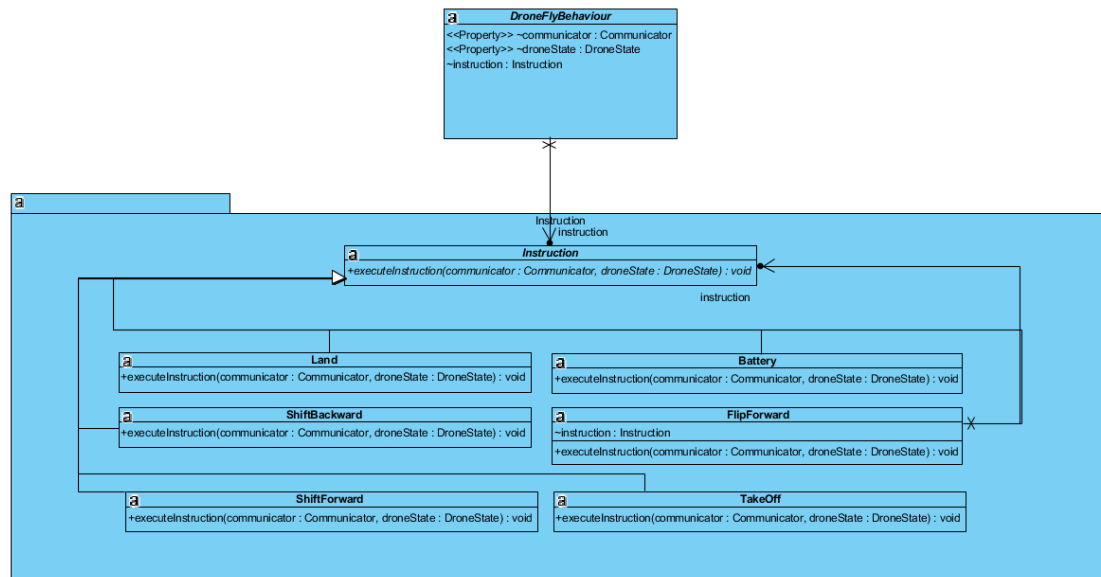 a
DroneFlyBehaviour
<<Property>> ~communicator : Communicator
<<Property>> ~droneState : DroneState
~instruction : Instruction
a
Instruction
instruction
a
Instruction
+executeInstruction(communicator : Communicator, droneState : DroneState) : void
instruction
a
Land
+executeInstruction(communicator : Communicator, droneState : DroneState) : void
a
Battery
+executeInstruction(communicator : Communicator, droneState : DroneState) : void
a
ShiftBackward
+executeInstruction(communicator : Communicator, droneState : DroneState) : void
a
FlipForward
~instruction : Instruction
+executeInstruction(communicator : Communicator, droneState : DroneState) : void
a
ShiftForward
+executeInstruction(communicator : Communicator, droneState : DroneState) : void
a
TakeOff
+executeInstruction(communicator : Communicator, droneState : DroneState) : void